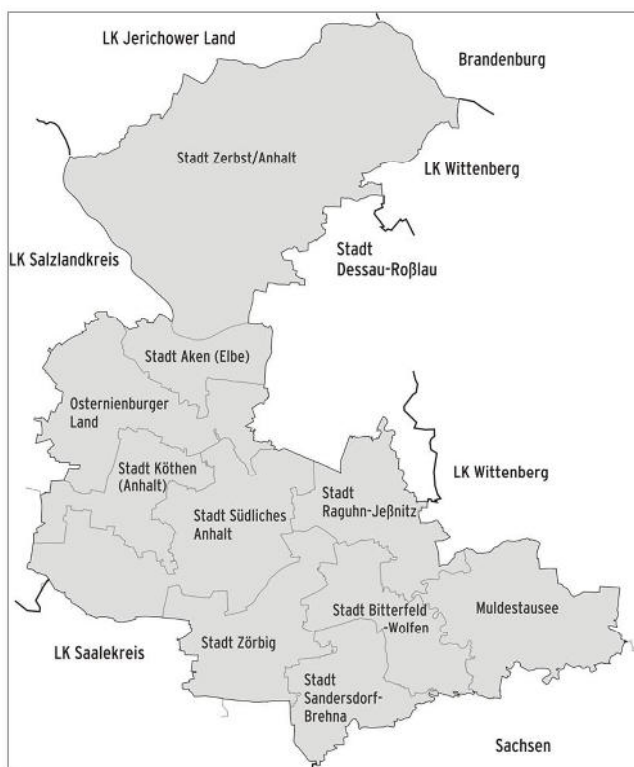 LK Jerichower Land
Brandenburg
Stadt Zerbst/Anhalt
LK Wittenberg
Stadt
Dessau-Roßlau
LK Salzlandkreis
Stadt Aken (Elbe)
Osternienburger
Land
Stadt Köthen
(Anhalt)
LK Wittenberg
Stadt
Raguhn-Jeßnitz
Stadt Südliches
Anhalt
Stadt Bitterfeld
-Wolfen
Muldestausee
Stadt Zörbig
LK Saalekreis
Stadt
Sandersdorf-
Brehna
Sachsen